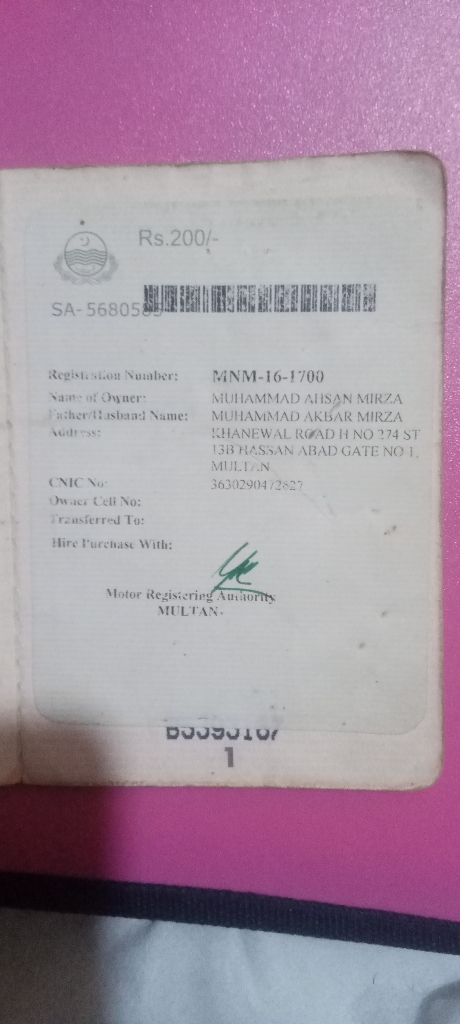 Rs.200/-
SA-
Registration Number: MNM-16-1700
Name of Owner: MUHAMMAD AHSAN MIRZA
Father/Husband Name: MUHAMMAD AKBAR MIRZA
Address: KHANEWAL ROAD H NO 274 ST
13B HASSAN ABAD GATE NO 1,
MULTAN
CNIC No:
Owner Cell No:
Transferred To:
Hire Purchase With:
Motor Registering Authority
MULTAN
1